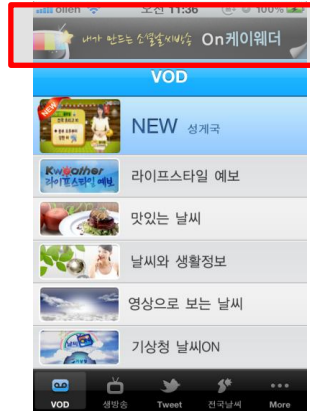 olleh 오전 11:36 100%
내가 만드는 소셜날씨방송 On케이웨더
VOD
NEW
NEW 성게국
Kweather
라이프스타일 예보
라이프스타일 예보
맛있는 날씨
날씨와 생활정보
영상으로 보는 날씨
기상청 날씨ON
VOD 생방송 Tweet 전국날씨 More